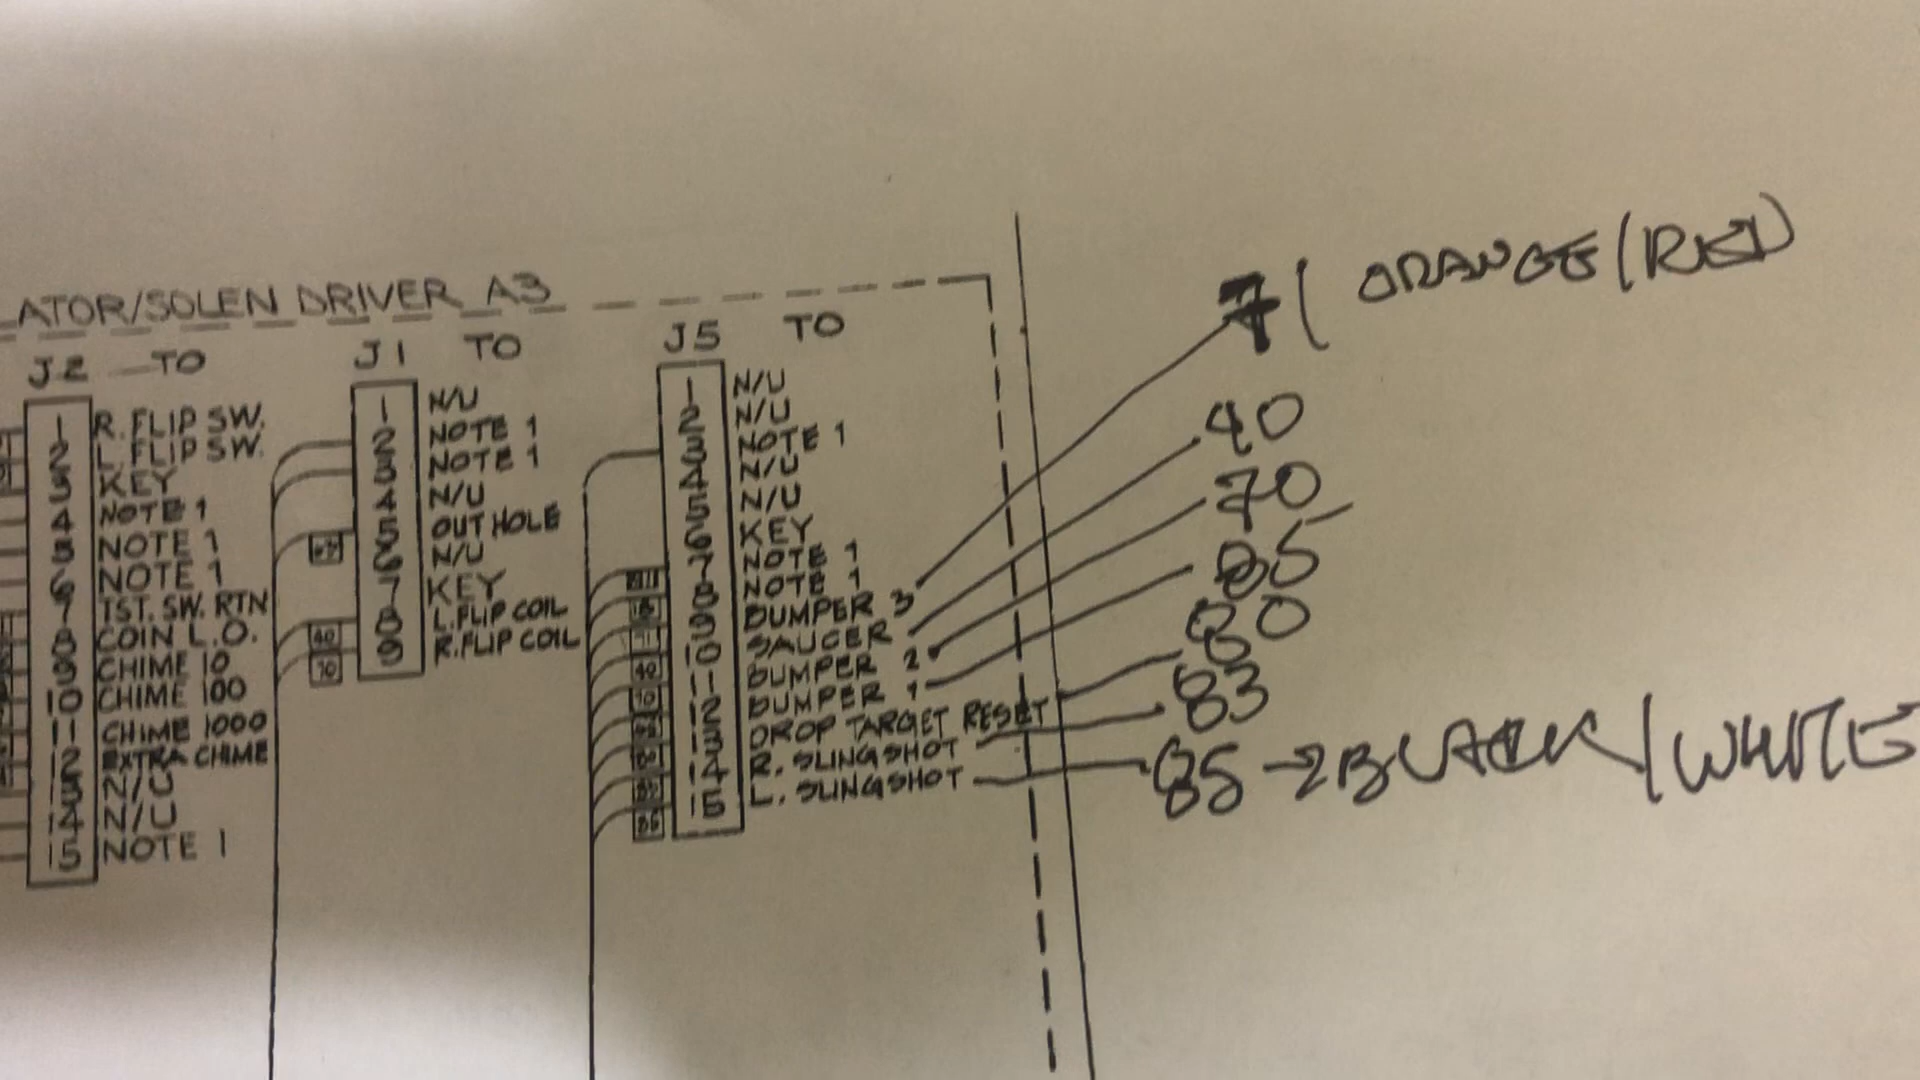 LATOR/SOLEN DRIVER A3
J2 TO
1 R. FLIP SW.
2 L. FLIP SW.
3 KEY
4 NOTE 1
5 NOTE 1
6 NOTE 1
7 TST. SW. RTN
8 COIN L.O.
9 CHIME 10
10 CHIME 100
11 CHIME 1000
12 EXTRA CHIME
13 N/U
14 N/U
15 NOTE 1
J1 TO
1 N/U
2 NOTE 1
3 NOTE 1
4 N/U
5 OUTHOLE
6 N/U
7 KEY
40 8 L. FLIP COIL
70 9 R. FLIP COIL
J5 TO
1 N/U
2 N/U
3 NOTE 1
4 N/U
5 N/U
6 KEY
7 NOTE 1
8 NOTE 1
9 BUMPER 3
40 10 SAUCER
70 11 BUMPER 2
12 BUMPER 1
13 DROP TARGET RESET
14 R. SLINGSHOT
15 L. SLINGSHOT
71 ORANGE/RED
40
70
85
80
83
85-2 BLACK/WHITE